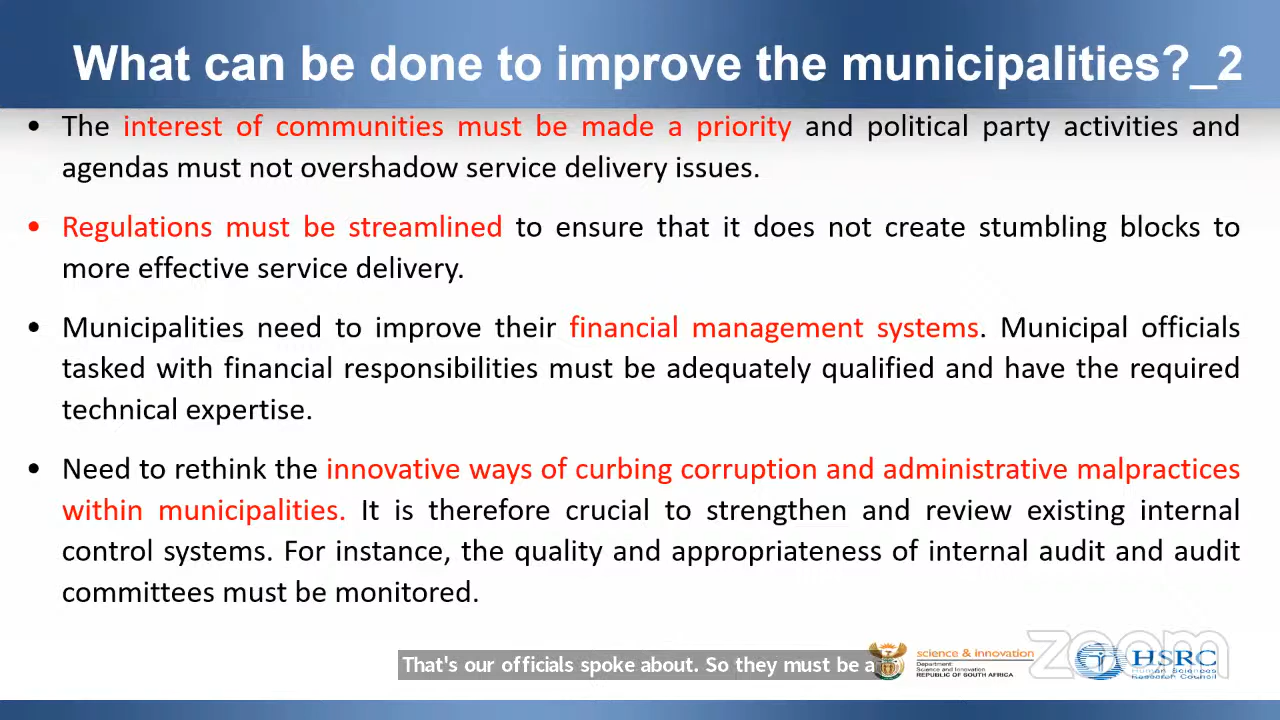 What can be done to improve the municipalities?_2
• The interest of communities must be made a priority and political party activities and
agendas must not overshadow service delivery issues.
• Regulations must be streamlined to ensure that it does not create stumbling blocks to
more effective service delivery.
• Municipalities need to improve their financial management systems. Municipal officials
tasked with financial responsibilities must be adequately qualified and have the required
technical expertise.
• Need to rethink the innovative ways of curbing corruption and administrative malpractices
within municipalities. It is therefore crucial to strengthen and review existing internal
control systems. For instance, the quality and appropriateness of internal audit and audit
committees must be monitored.
That's our officials spoke about. So they must be a
science & innovation
Department:
Science and Innovation
REPUBLIC OF SOUTH AFRICA
zoom
HSRC
Human Sciences
Research Council